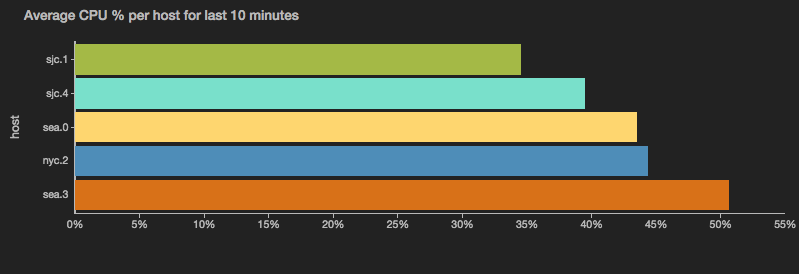 Average CPU % per host for last 10 minutes
host
sjc.1
sjc.4
sea.0
nyc.2
sea.3
0% 5% 10% 15% 20% 25% 30% 35% 40% 45% 50% 55%